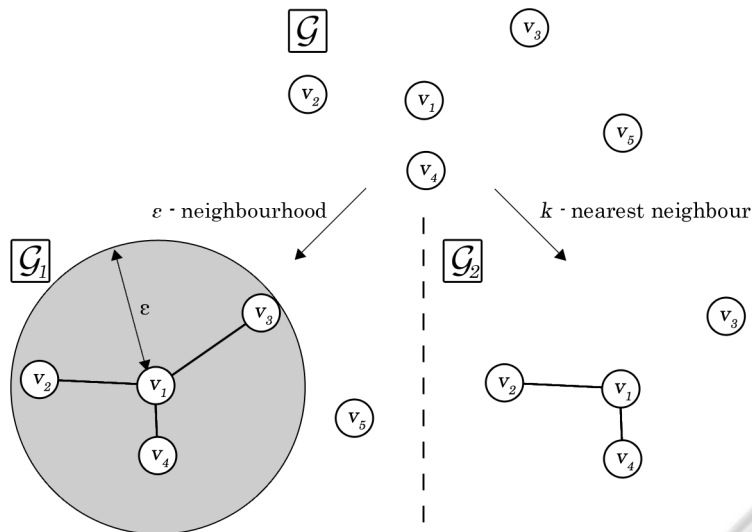 𝒢
v₃
v₂
v₁
v₅
v₄
ε - neighbourhood
k - nearest neighbour
𝒢₁
𝒢₂
ε
v₃
v₃
v₂
v₁
v₂
v₁
v₅
v₄
v₄